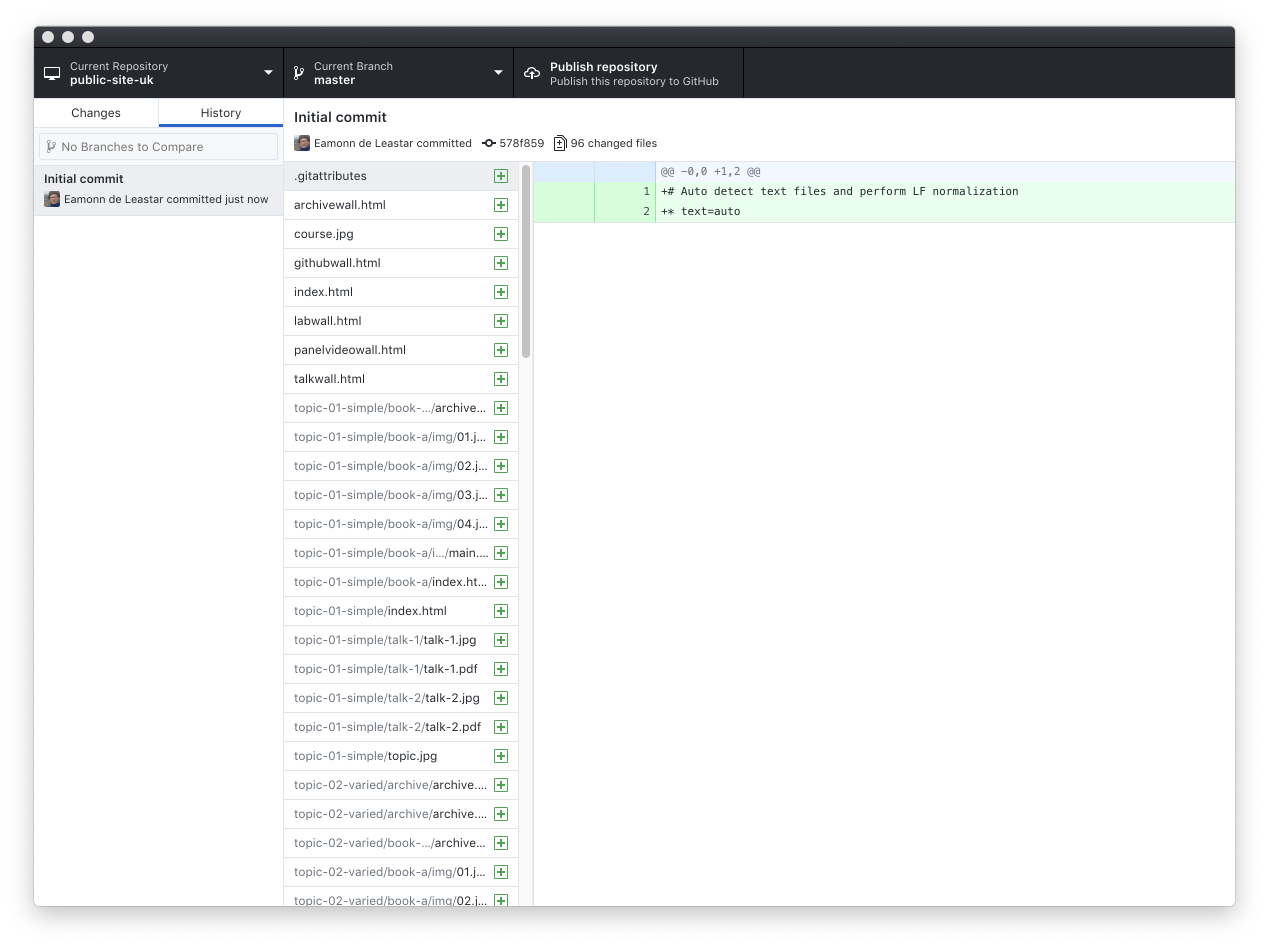 Current Repository
public-site-uk
Current Branch
master
Publish repository
Publish this repository to GitHub
Changes
History
No Branches to Compare
Initial commit
Eamonn de Leastar committed just now
Initial commit
Eamonn de Leastar committed 578f859 96 changed files
.gitattributes
archivewall.html
course.jpg
githubwall.html
index.html
labwall.html
panelvideowall.html
talkwall.html
topic-01-simple/book-.../archive...
topic-01-simple/book-a/img/01.j...
topic-01-simple/book-a/img/02.j...
topic-01-simple/book-a/img/03.j...
topic-01-simple/book-a/img/04.j...
topic-01-simple/book-a/i.../main....
topic-01-simple/book-a/index.ht...
topic-01-simple/index.html
topic-01-simple/talk-1/talk-1.jpg
topic-01-simple/talk-1/talk-1.pdf
topic-01-simple/talk-2/talk-2.jpg
topic-01-simple/talk-2/talk-2.pdf
topic-01-simple/topic.jpg
topic-02-varied/archive/archive....
topic-02-varied/archive/archive....
topic-02-varied/book-.../archive...
topic-02-varied/book-a/img/01.j...
topic-02-varied/book-a/img/02.j...
@@ -0,0 +1,2 @@
1 +# Auto detect text files and perform LF normalization
2 +* text=auto